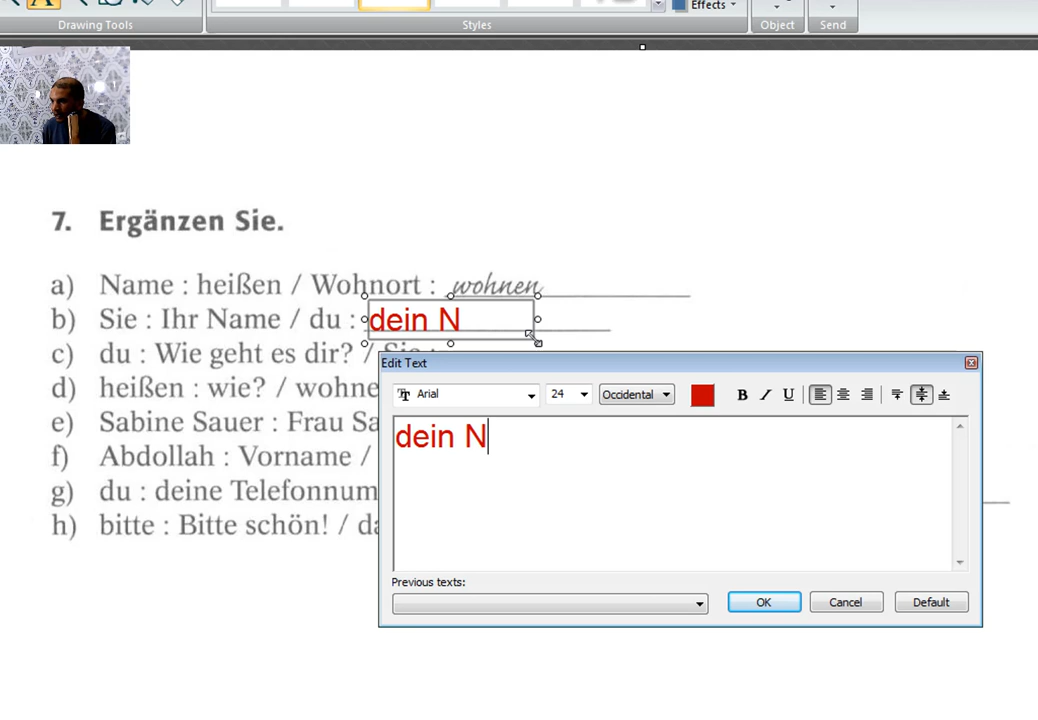 Effects
Drawing Tools
Styles
Object
Send
7. Ergänzen Sie.
a) Name : heißen / Wohnort : wohnen
b) Sie : Ihr Name / du : dein N
c) du : Wie geht es dir? / Sie :
d) heißen : wie? / wohne
e) Sabine Sauer : Frau Sa
f) Abdollah : Vorname /
g) du : deine Telefonnum
h) bitte : Bitte schön! / da
Edit Text
Arial 24 Occidental B I U
dein N
Previous texts:
OK Cancel Default